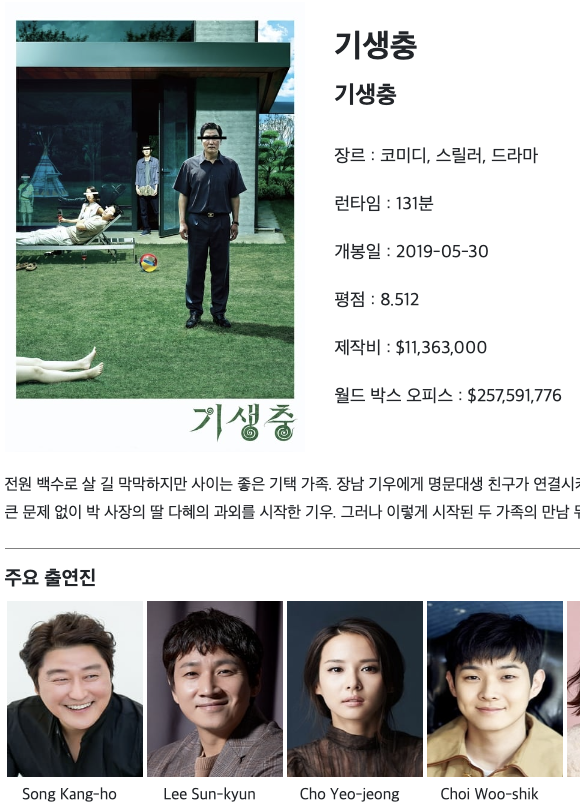 기생충
기생충
장르 : 코미디, 스릴러, 드라마
런타임 : 131분
개봉일 : 2019-05-30
평점 : 8.512
제작비 : $11,363,000
월드 박스 오피스 : $257,591,776
기생충
전원 백수로 살 길 막막하지만 사이는 좋은 기택 가족. 장남 기우에게 명문대생 친구가
큰 문제 없이 박 사장의 딸 다혜의 과외를 시작한 기우. 그러나 이렇게 시작된 두 가족의 만남
주요 출연진
Song Kang-ho
Lee Sun-kyun
Cho Yeo-jeong
Choi Woo-shik